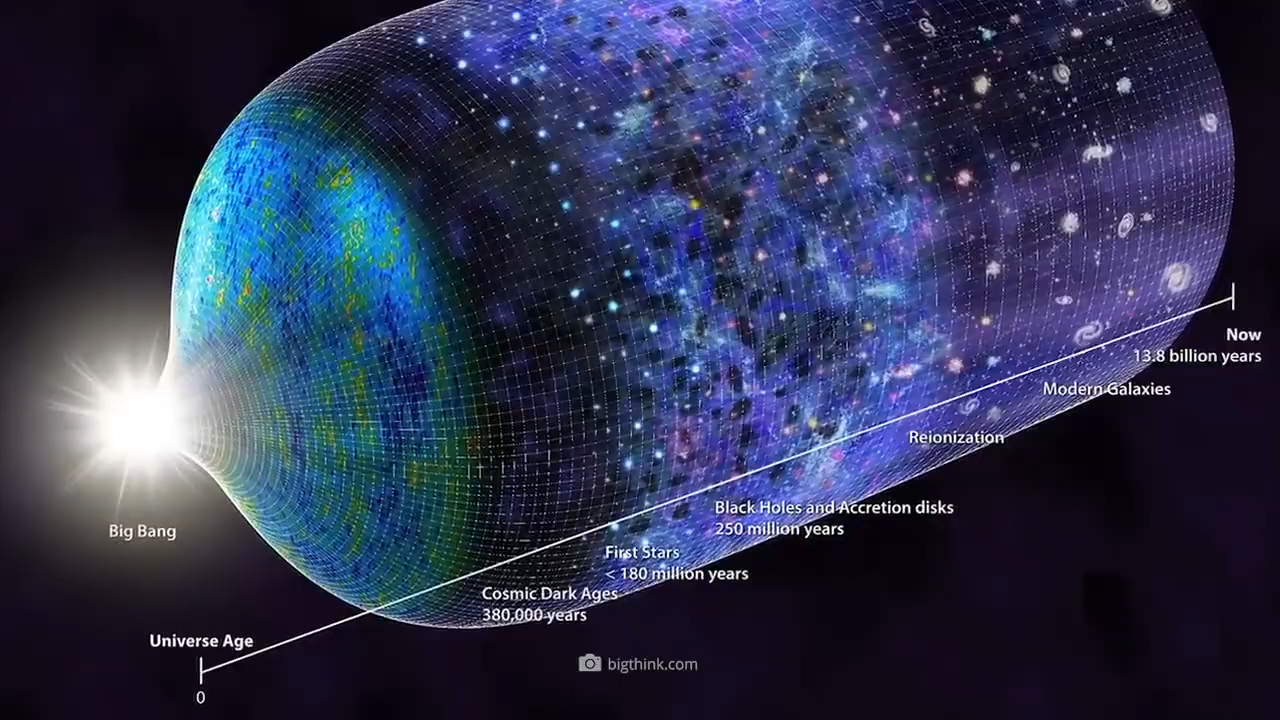 Big Bang
Universe Age
0
Cosmic Dark Ages
380,000 years
First Stars
< 180 million years
Black Holes and Accretion disks
250 million years
Reionization
Modern Galaxies
Now
13.8 billion years
bigthink.com